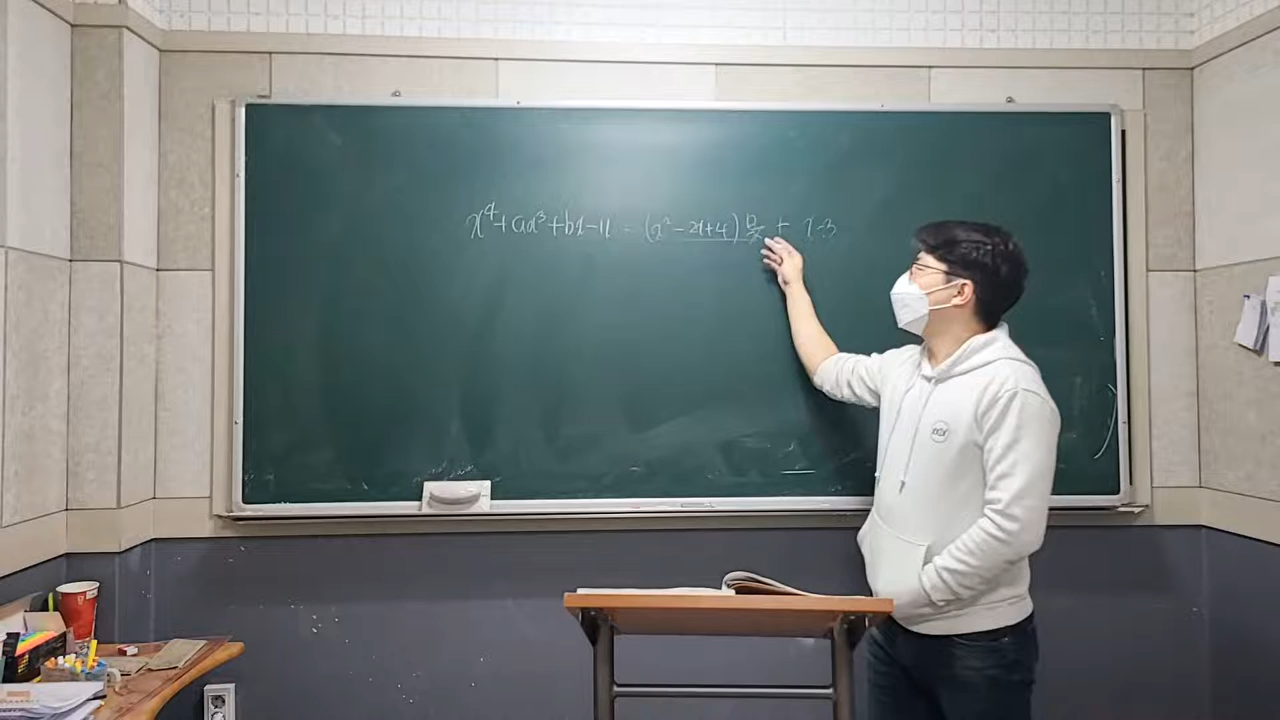 x⁴+ax³+bx-11 = (x²-2x+4) 몫 + x-3